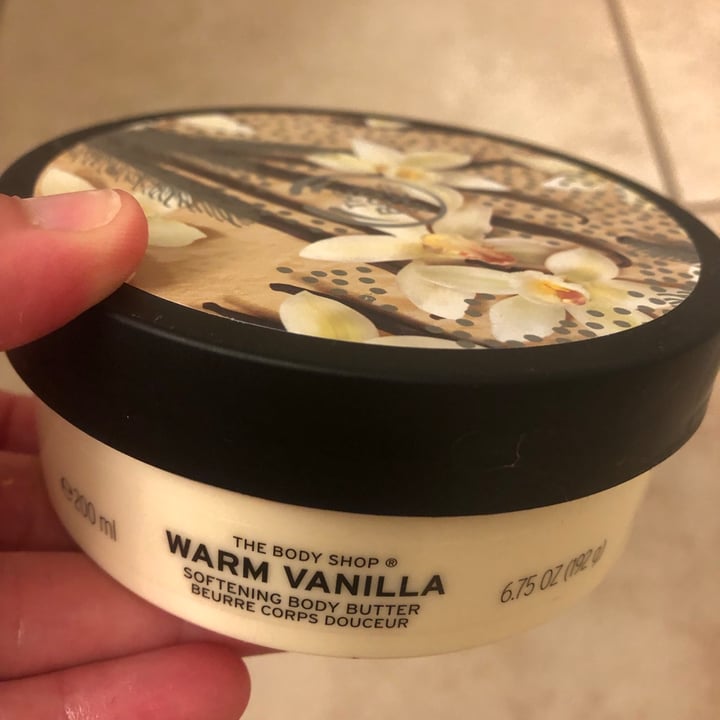 ℮200 ml
THE BODY SHOP ®
WARM VANILLA
SOFTENING BODY BUTTER
BEURRE CORPS DOUCEUR
6.75 OZ (192 g)